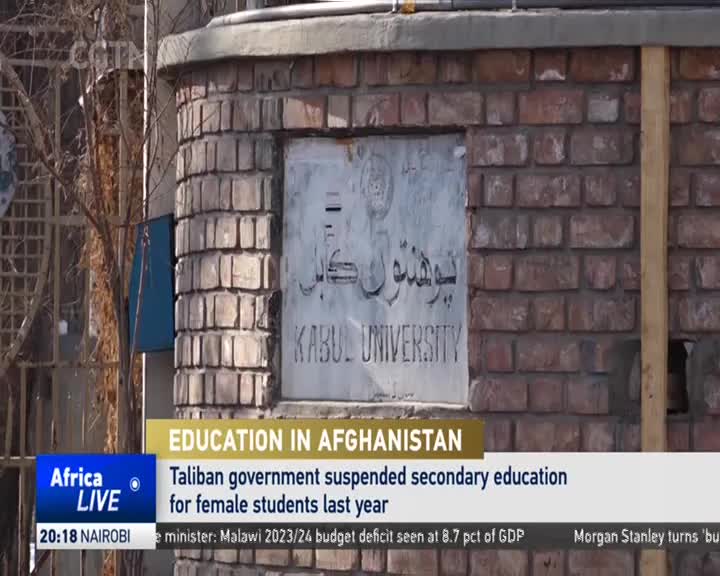 CGTN
پوهنتون کابل
KABUL UNIVERSITY
EDUCATION IN AFGHANISTAN
Taliban government suspended secondary education
for female students last year
Africa
LIVE
20:18 NAIROBI
e minister: Malawi 2023/24 budget deficit seen at 8.7 pct of GDP
Morgan Stanley turns 'bu